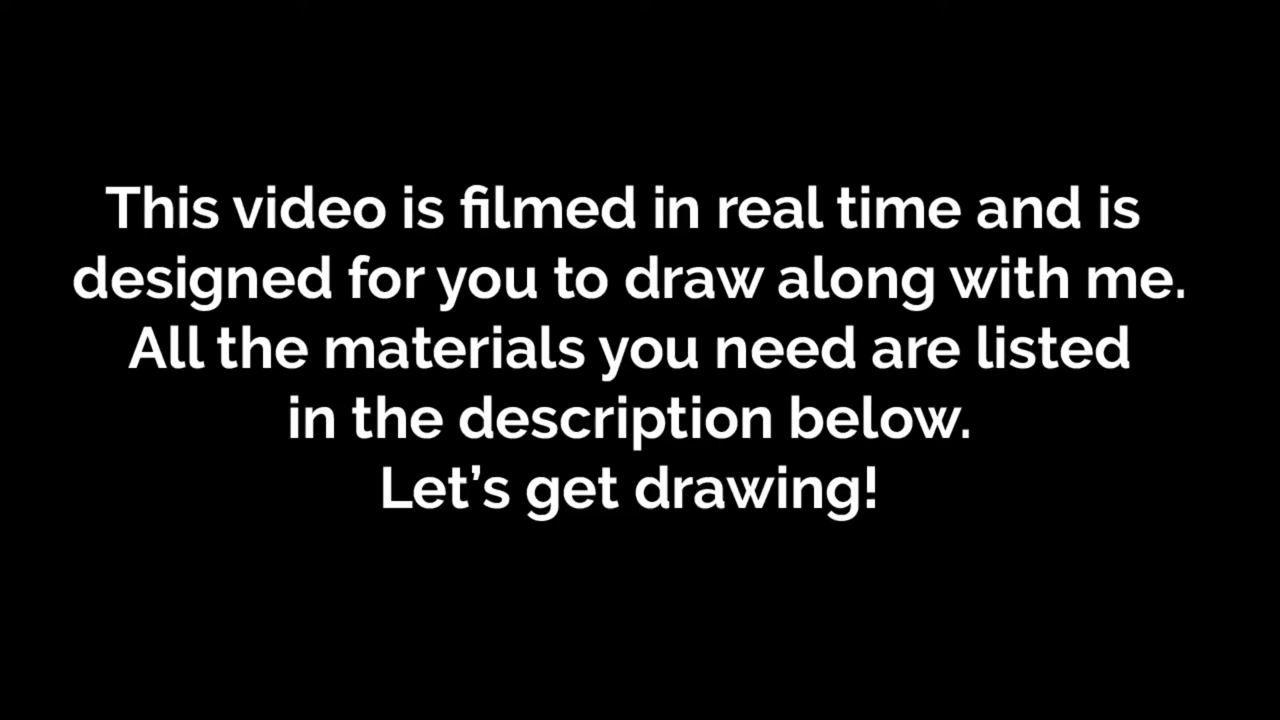 This video is filmed in real time and is
designed for you to draw along with me.
All the materials you need are listed
in the description below.
Let’s get drawing!